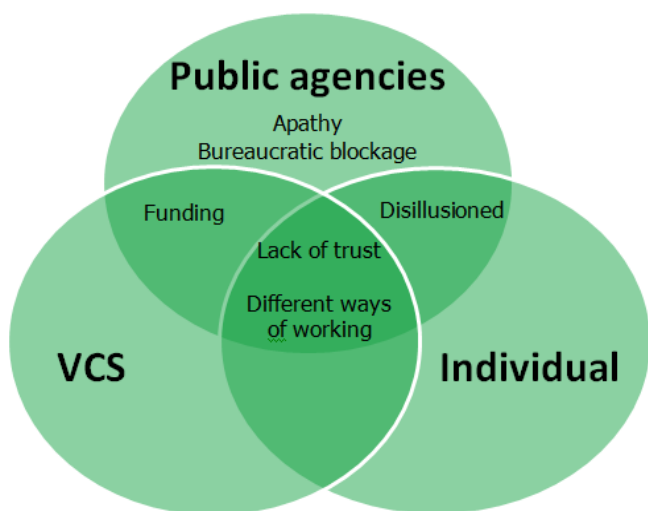 Public agencies
Apathy
Bureaucratic blockage
Funding
Disillusioned
Lack of trust
Different ways
of working
VCS
Individual